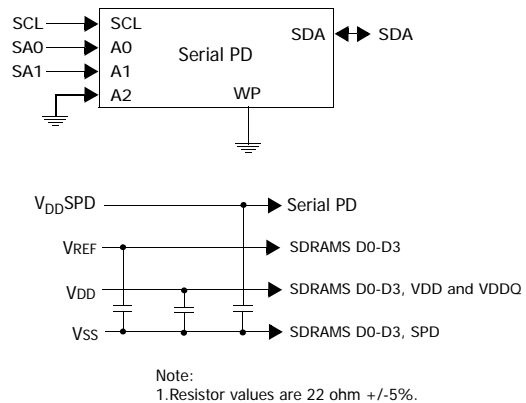 SCL SCL SDA SDA
SA0 A0 Serial PD
SA1 A1
A2 WP
VDDSPD Serial PD
VREF SDRAMS D0-D3
VDD SDRAMS D0-D3, VDD and VDDQ
VSS SDRAMS D0-D3, SPD
Note:
1.Resistor values are 22 ohm +/-5%.